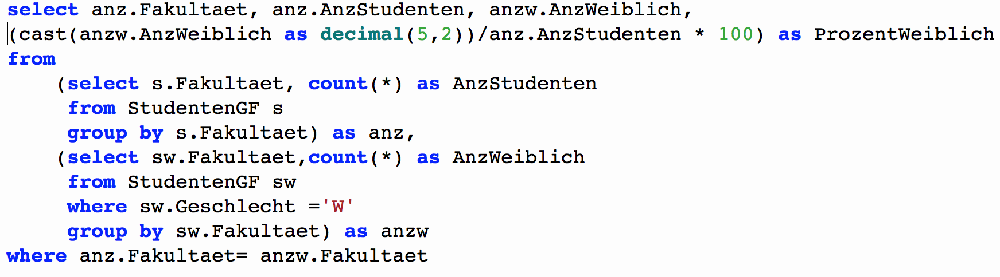 select anz.Fakultaet, anz.AnzStudenten, anzw.AnzWeiblich,
(cast(anzw.AnzWeiblich as decimal(5,2))/anz.AnzStudenten * 100) as ProzentWeiblich
from
(select s.Fakultaet, count(*) as AnzStudenten
from StudentenGF s
group by s.Fakultaet) as anz,
(select sw.Fakultaet,count(*) as AnzWeiblich
from StudentenGF sw
where sw.Geschlecht ='W'
group by sw.Fakultaet) as anzw
where anz.Fakultaet= anzw.Fakultaet